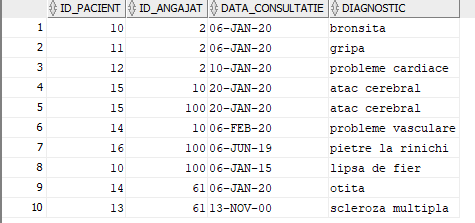 ID_PACIENT ID_ANGAJAT DATA_CONSULTATIE DIAGNOSTIC
1 10 2 06-JAN-20 bronsita
2 11 2 06-JAN-20 gripa
3 12 2 10-JAN-20 probleme cardiace
4 15 10 20-JAN-20 atac cerebral
5 15 100 20-JAN-20 atac cerebral
6 14 10 06-FEB-20 probleme vasculare
7 16 100 06-JUN-19 pietre la rinichi
8 10 100 06-JAN-15 lipsa de fier
9 14 61 06-JAN-20 otita
10 13 61 13-NOV-00 scleroza multipla